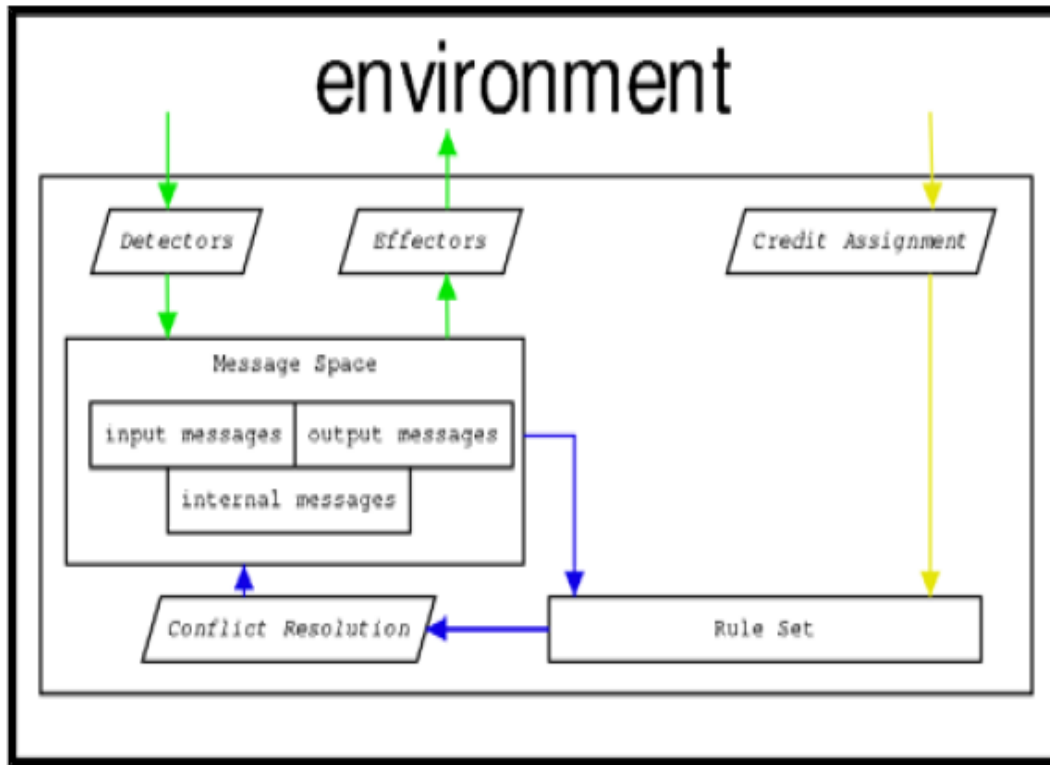 environment
Detectors
Effectors
Credit Assignment
Message Space
input messages
output messages
internal messages
Conflict Resolution
Rule Set